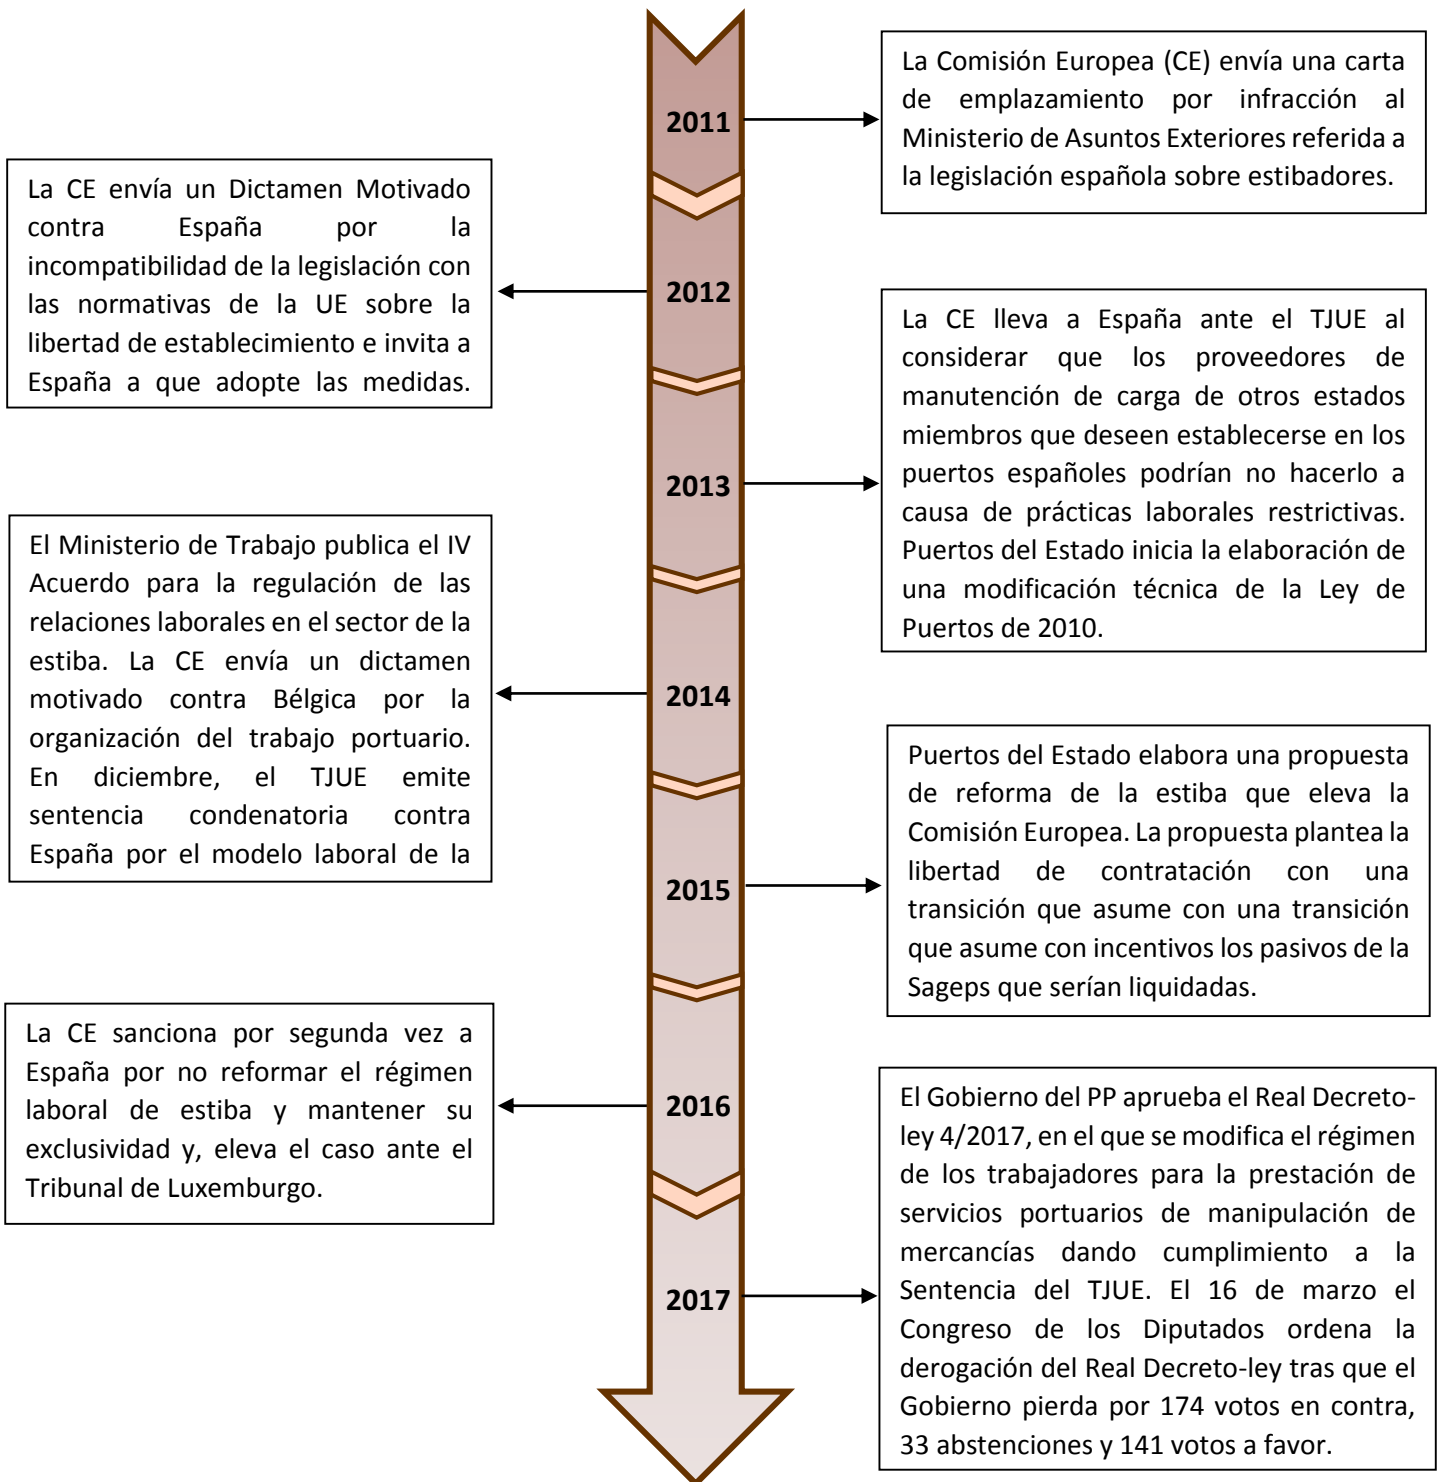 2011
La Comisión Europea (CE) envía una carta
de emplazamiento por infracción al
Ministerio de Asuntos Exteriores referida a
la legislación española sobre estibadores.
La CE envía un Dictamen Motivado
contra España por la
incompatibilidad de la legislación con
las normativas de la UE sobre la
libertad de establecimiento e invita a
España a que adopte las medidas.
2012
La CE lleva a España ante el TJUE al
considerar que los proveedores de
manutención de carga de otros estados
miembros que deseen establecerse en los
puertos españoles podrían no hacerlo a
causa de prácticas laborales restrictivas.
Puertos del Estado inicia la elaboración de
una modificación técnica de la Ley de
Puertos de 2010.
2013
El Ministerio de Trabajo publica el IV
Acuerdo para la regulación de las
relaciones laborales en el sector de la
estiba. La CE envía un dictamen
motivado contra Bélgica por la
organización del trabajo portuario.
En diciembre, el TJUE emite
sentencia condenatoria contra
España por el modelo laboral de la
2014
Puertos del Estado elabora una propuesta
de reforma de la estiba que eleva la
Comisión Europea. La propuesta plantea la
libertad de contratación con una
transición que asume con una transición
que asume con incentivos los pasivos de la
Sageps que serían liquidadas.
2015
La CE sanciona por segunda vez a
España por no reformar el régimen
laboral de estiba y mantener su
exclusividad y, eleva el caso ante el
Tribunal de Luxemburgo.
2016
El Gobierno del PP aprueba el Real Decreto-
ley 4/2017, en el que se modifica el régimen
de los trabajadores para la prestación de
servicios portuarios de manipulación de
mercancías dando cumplimiento a la
Sentencia del TJUE. El 16 de marzo el
Congreso de los Diputados ordena la
derogación del Real Decreto-ley tras que el
Gobierno pierda por 174 votos en contra,
33 abstenciones y 141 votos a favor.
2017